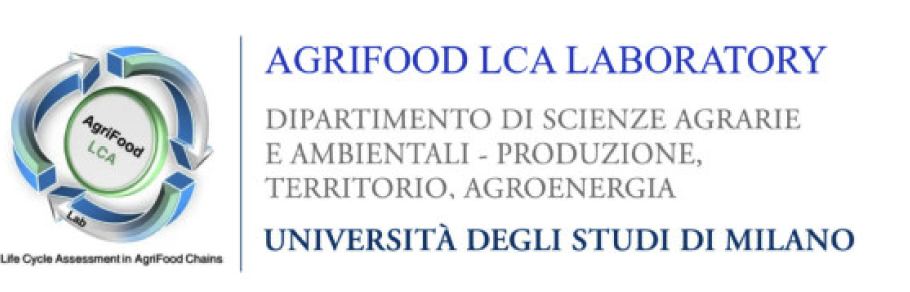 AgriFood
LCA
Lab
Life Cycle Assessment in AgriFood Chains
AGRIFOOD LCA LABORATORY
DIPARTIMENTO DI SCIENZE AGRARIE
E AMBIENTALI - PRODUZIONE,
TERRITORIO, AGROENERGIA
UNIVERSITÀ DEGLI STUDI DI MILANO